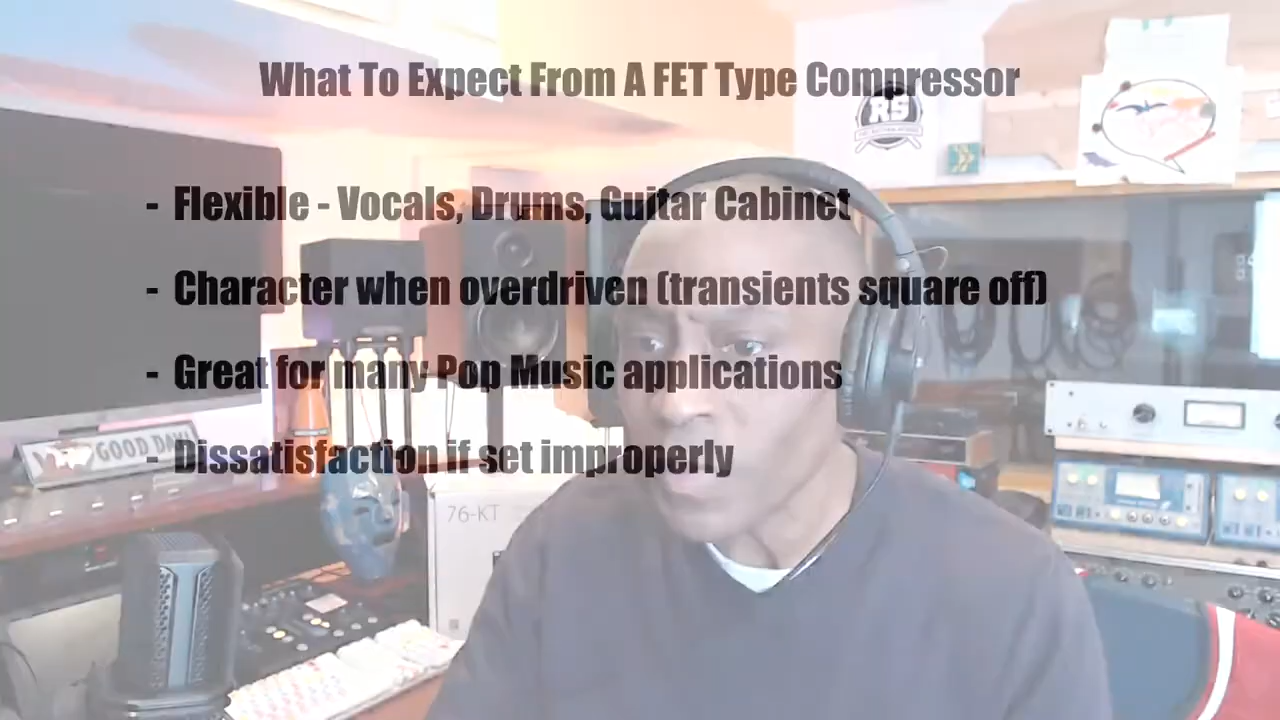 What To Expect From A FET Type Compressor
RS
- Flexible - Vocals, Drums, Guitar Cabinet
- Character when overdriven (transients square off)
- Great for many Pop Music applications
- Dissatisfaction if set improperly
GOOD DAY!
76-KT